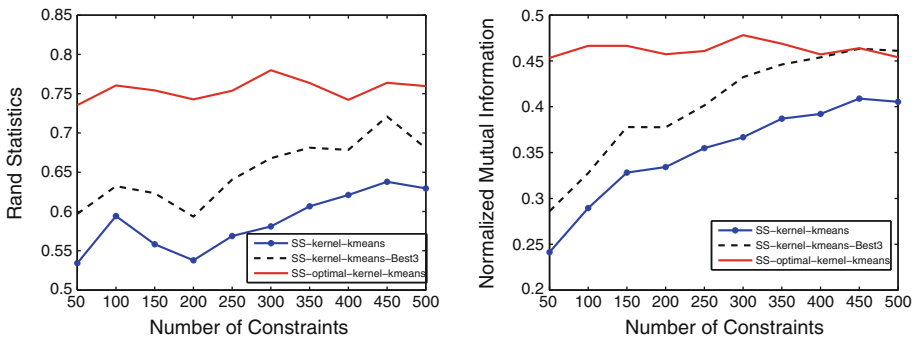 0.85
0.8
0.75
0.7
0.65
0.6
0.55
0.5
Rand Statistics
50 100 150 200 250 300 350 400 450 500
Number of Constraints
SS-kernel-kmeans
SS-kernel-kmeans-Best3
SS-optimal-kernel-kmeans
0.5
0.45
0.4
0.35
0.3
0.25
0.2
Normalized Mutual Information
50 100 150 200 250 300 350 400 450 500
Number of Constraints
SS-kernel-kmeans
SS-kernel-kmeans-Best3
SS-optimal-kernel-kmeans